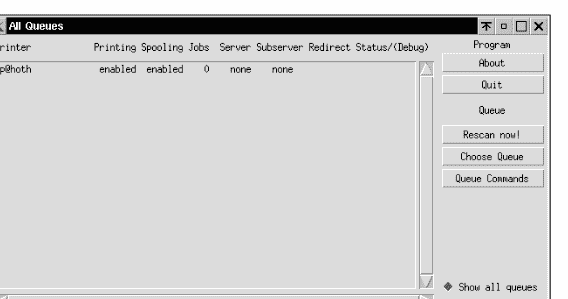 All Queues
rinter Printing Spooling Jobs Server Subserver Redirect Status/(Debug)
p@hoth enabled enabled 0 none none
Program
About
Quit
Queue
Rescan now!
Choose Queue
Queue Commands
Show all queues